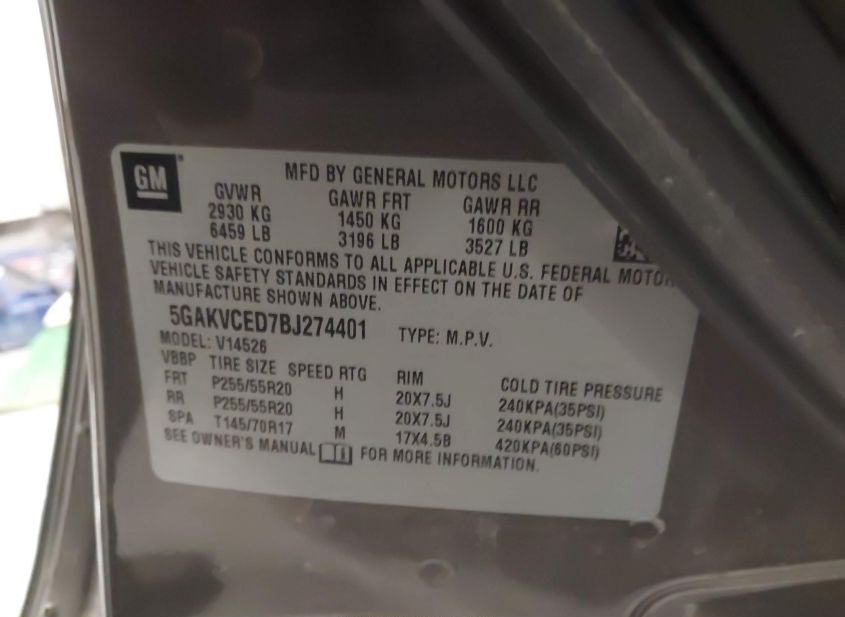 GM
MFD BY GENERAL MOTORS LLC
GVWR GAWR FRT GAWR RR
2930 KG 1450 KG 1600 KG
6459 LB 3196 LB 3527 LB
THIS VEHICLE CONFORMS TO ALL APPLICABLE U.S. FEDERAL MOTOR
VEHICLE SAFETY STANDARDS IN EFFECT ON THE DATE OF
MANUFACTURE SHOWN ABOVE.
5GAKVCED7BJ274401 TYPE: M.P.V.
MODEL: V14526
VBBP TIRE SIZE SPEED RTG RIM COLD TIRE PRESSURE
FRT P255/55R20 H 20X7.5J 240KPA(35PSI)
RR P255/55R20 H 20X7.5J 240KPA(35PSI)
SPA T145/70R17 M 17X4.5B 420KPA(60PSI)
SEE OWNER'S MANUAL FOR MORE INFORMATION.